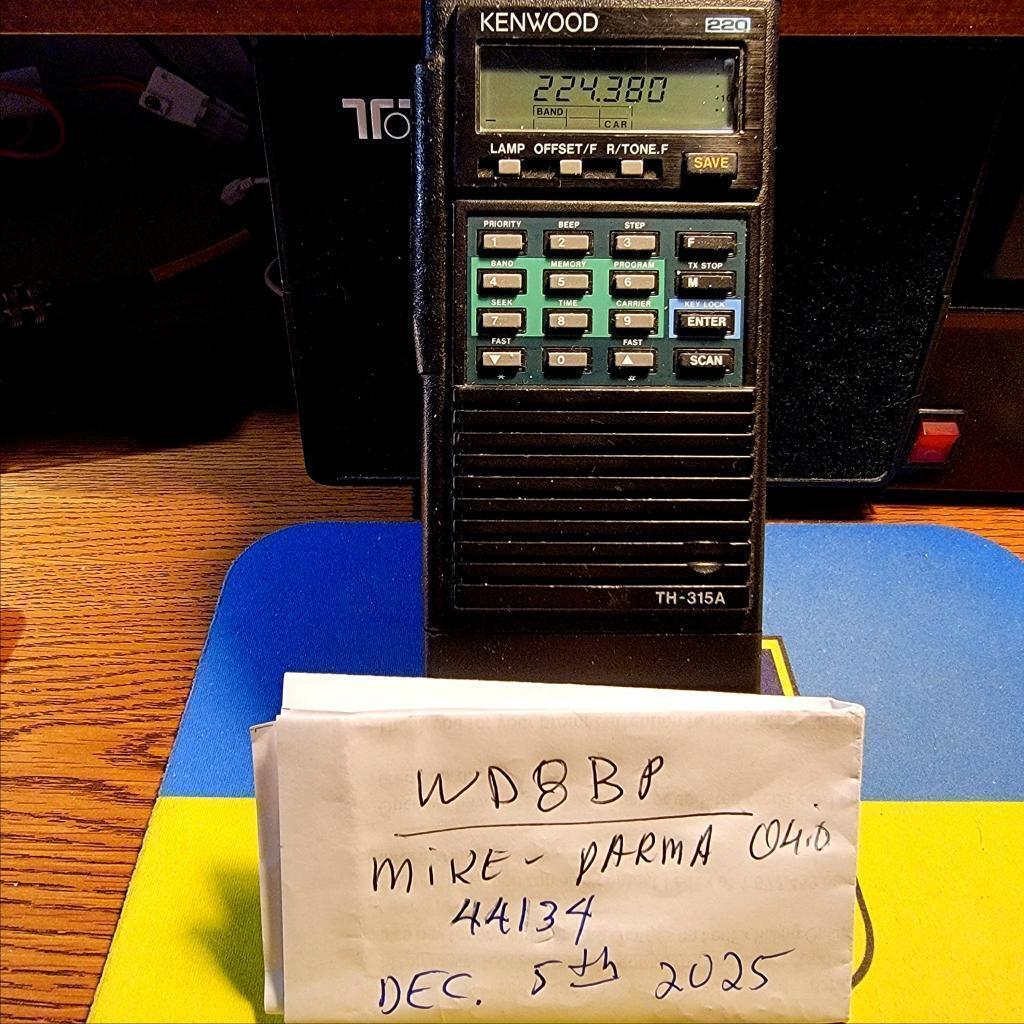 KENWOOD 220
224.380
BAND
CAR
LAMP OFFSET/F R/TONE.F
SAVE
PRIORITY BEEP STEP
1 2 3 F
BAND MEMORY PROGRAM TX STOP
4 5 6 M
SEEK TIME CARRIER KEY LOCK
7 8 9 ENTER
FAST FAST
▼ 0 ▲ SCAN
* #
TH-315A
WD8BP
MIKE - PARMA OHiO
44134
DEC. 5th 2025